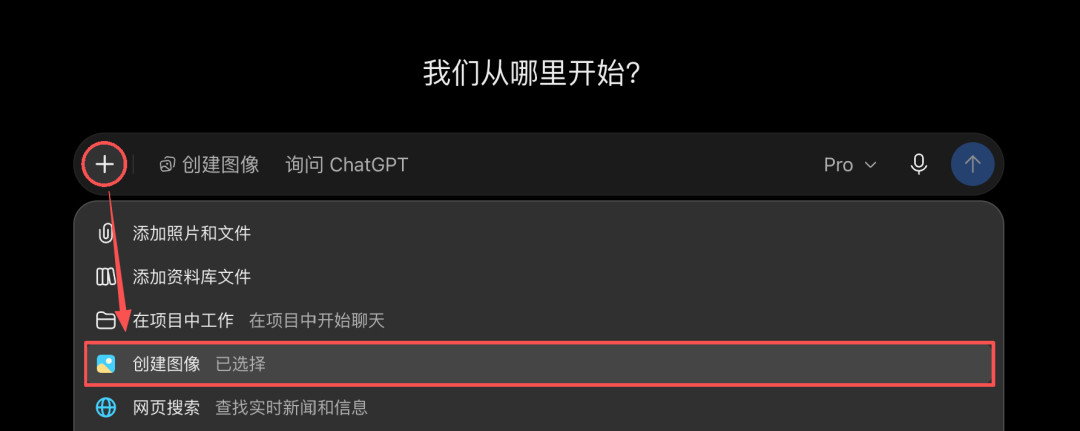 我们从哪里开始?
创建图像 询问 ChatGPT Pro
添加照片和文件
添加资料库文件
在项目中工作 在项目中开始聊天
创建图像 已选择
网页搜索 查找实时新闻和信息